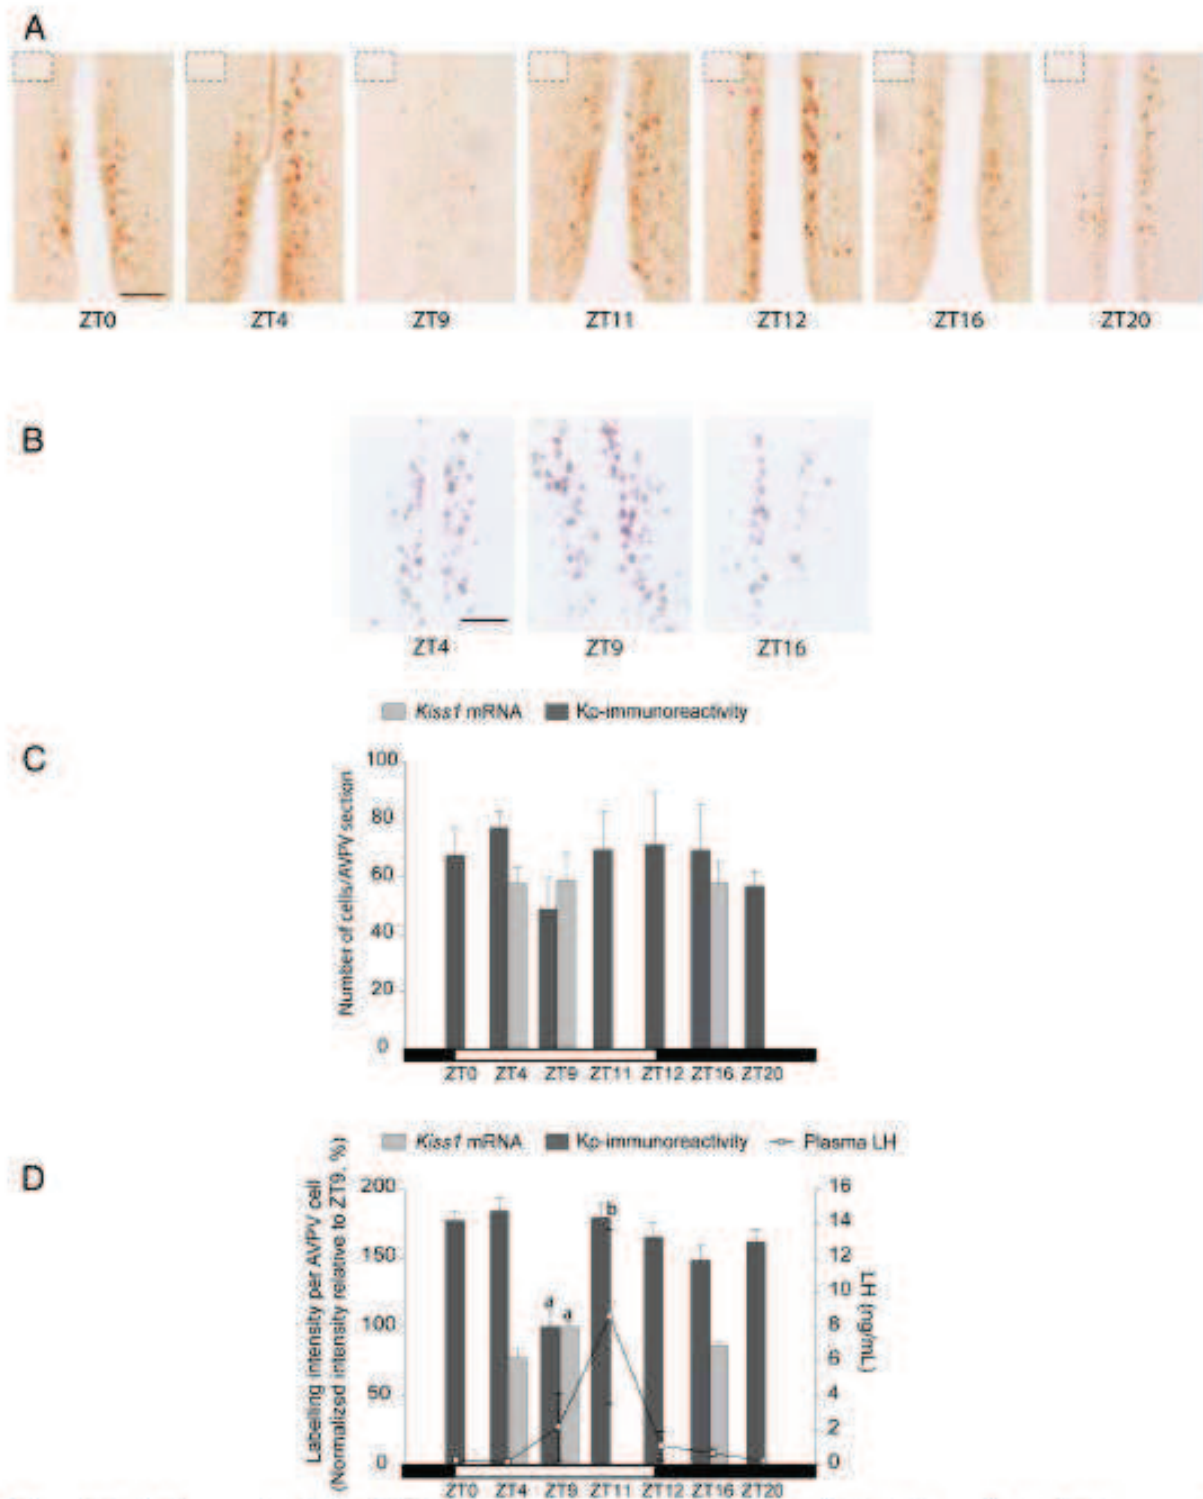 A
ZT0 ZT4 ZT9 ZT11 ZT12 ZT16 ZT20
B
ZT4 ZT9 ZT16
Kiss1 mRNA Kp-immunoreactivity
C
Number of cells/AVPV section
100
80
60
40
20
0
ZT0 ZT4 ZT9 ZT11 ZT12 ZT16 ZT20
Kiss1 mRNA Kp-immunoreactivity Plasma LH
D
Labelling intensity per AVPV cell
(Normalized intensity relative to ZT9, %)
200
150
100
50
0
a
a
b
16
14
12
10
8
6
4
2
0
LH (ng/mL)
ZT0 ZT4 ZT9 ZT11 ZT12 ZT16 ZT20